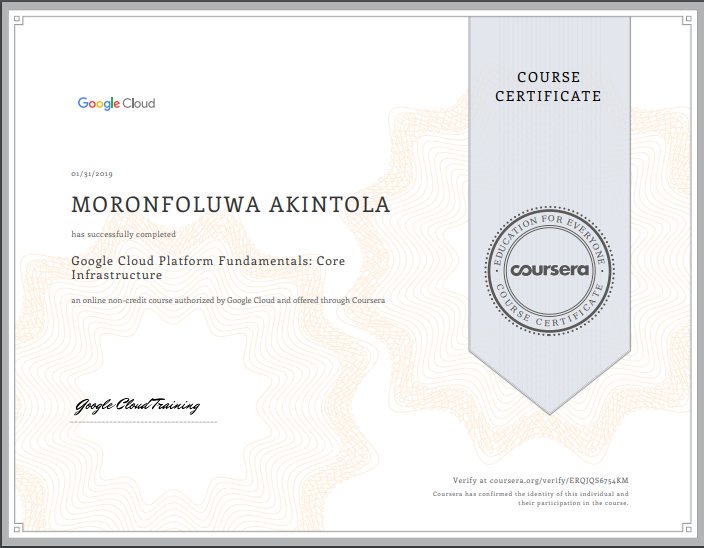 Google Cloud
COURSE
CERTIFICATE
01/31/2019
MORONFOLUWA AKINTOLA
has successfully completed
Google Cloud Platform Fundamentals: Core
Infrastructure
an online non-credit course authorized by Google Cloud and offered through Coursera
EDUCATION FOR EVERYONE
coursera
COURSE CERTIFICATE
Google Cloud Training
Verify at coursera.org/verify/ERQJQS6754KM
Coursera has confirmed the identity of this individual and
their participation in the course.